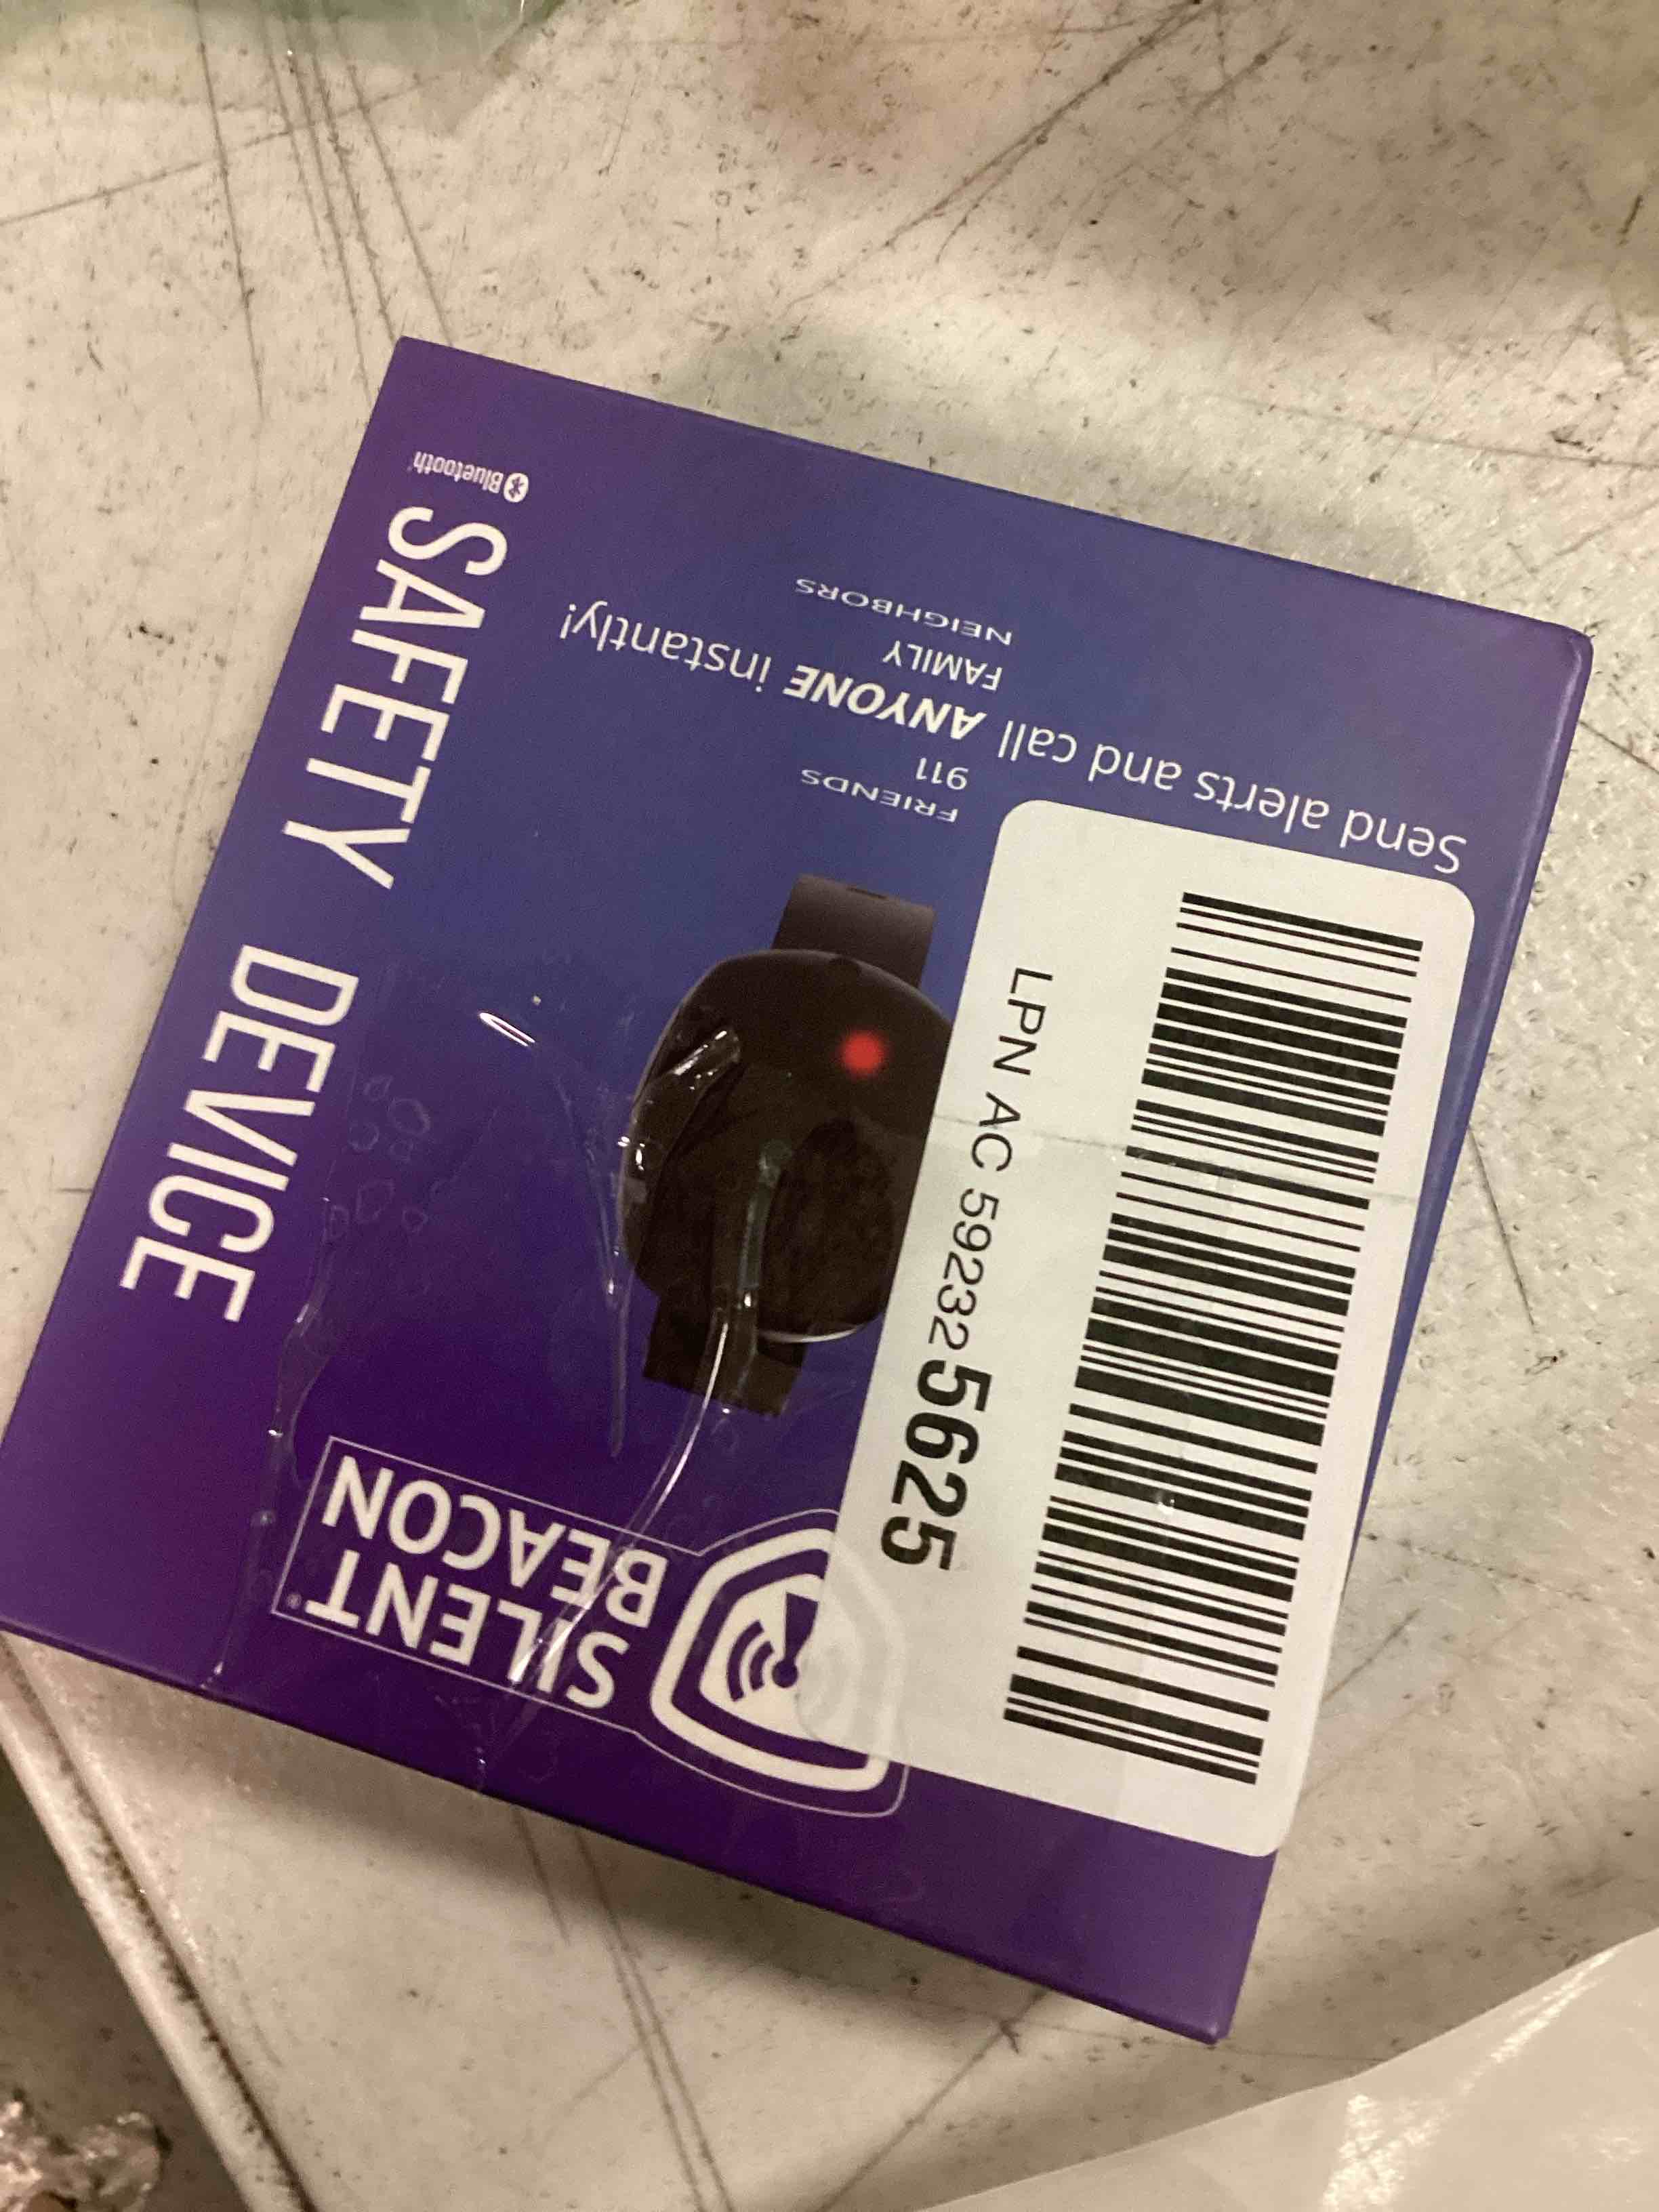 SILENT
BEACON®
FRIENDS
911
Send alerts and call ANYONE instantly!
FAMILY
NEIGHBORS
SAFETY DEVICE
Bluetooth®
LPN AC 592325625